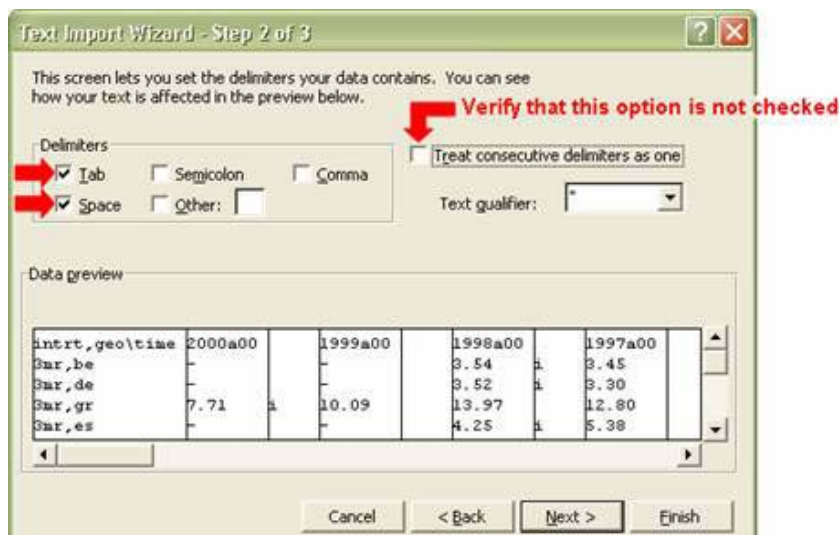 Text Import Wizard - Step 2 of 3
This screen lets you set the delimiters your data contains. You can see
how your text is affected in the preview below.
Verify that this option is not checked
Delimiters
Tab Semicolon Comma
Space Other:
Treat consecutive delimiters as one
Text qualifier: "
Data preview
intrt,geo\time 2000a00 1999a00 1998a00 1997a00
3mr,be - - 3.54 i 3.45
3mr,de - - 3.52 i 3.30
3mr,gr 7.71 i 10.09 13.97 12.80
3mr,es - - 4.25 i 5.38
Cancel < Back Next > Finish